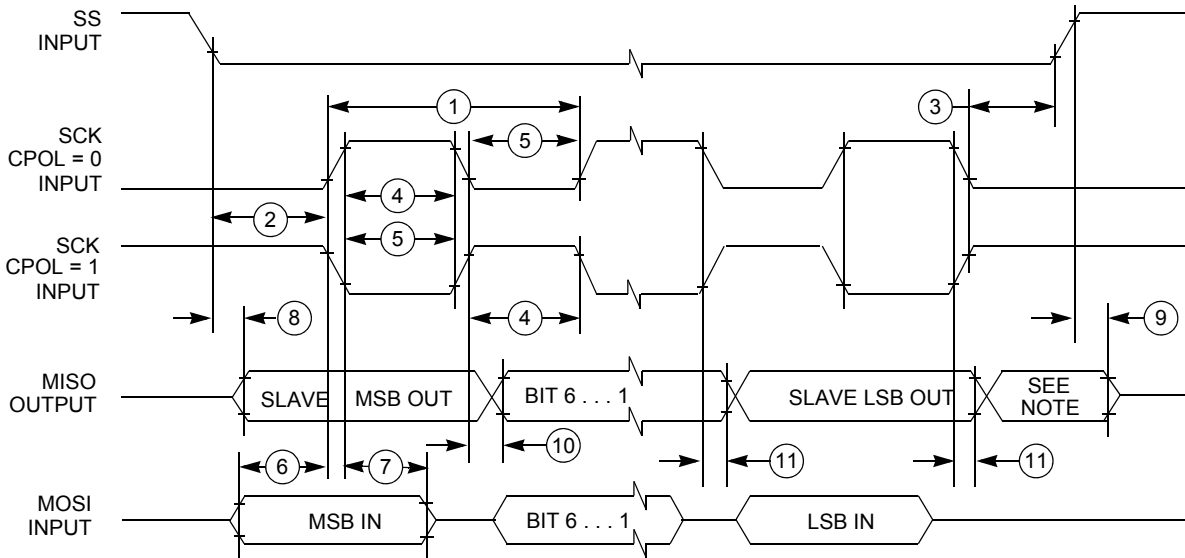 SS
INPUT
1
3
SCK
CPOL = 0
INPUT
5
4
2
SCK
CPOL = 1
INPUT
5
8
4
9
MISO
OUTPUT
SLAVE MSB OUT
BIT 6 . . . 1
SLAVE LSB OUT
SEE
NOTE
6
7
10
11
11
MOSI
INPUT
MSB IN
BIT 6 . . . 1
LSB IN